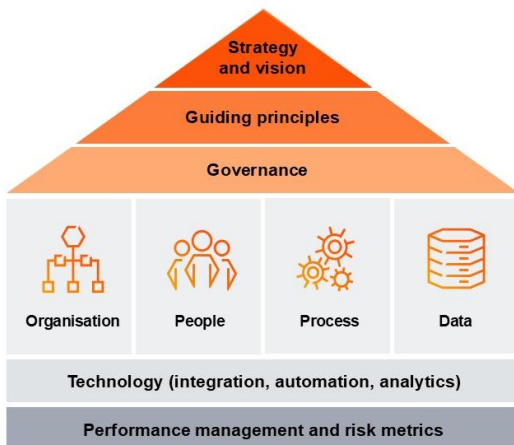 Strategy
and vision
Guiding principles
Governance
Organisation
People
Process
Data
Technology (integration, automation, analytics)
Performance management and risk metrics